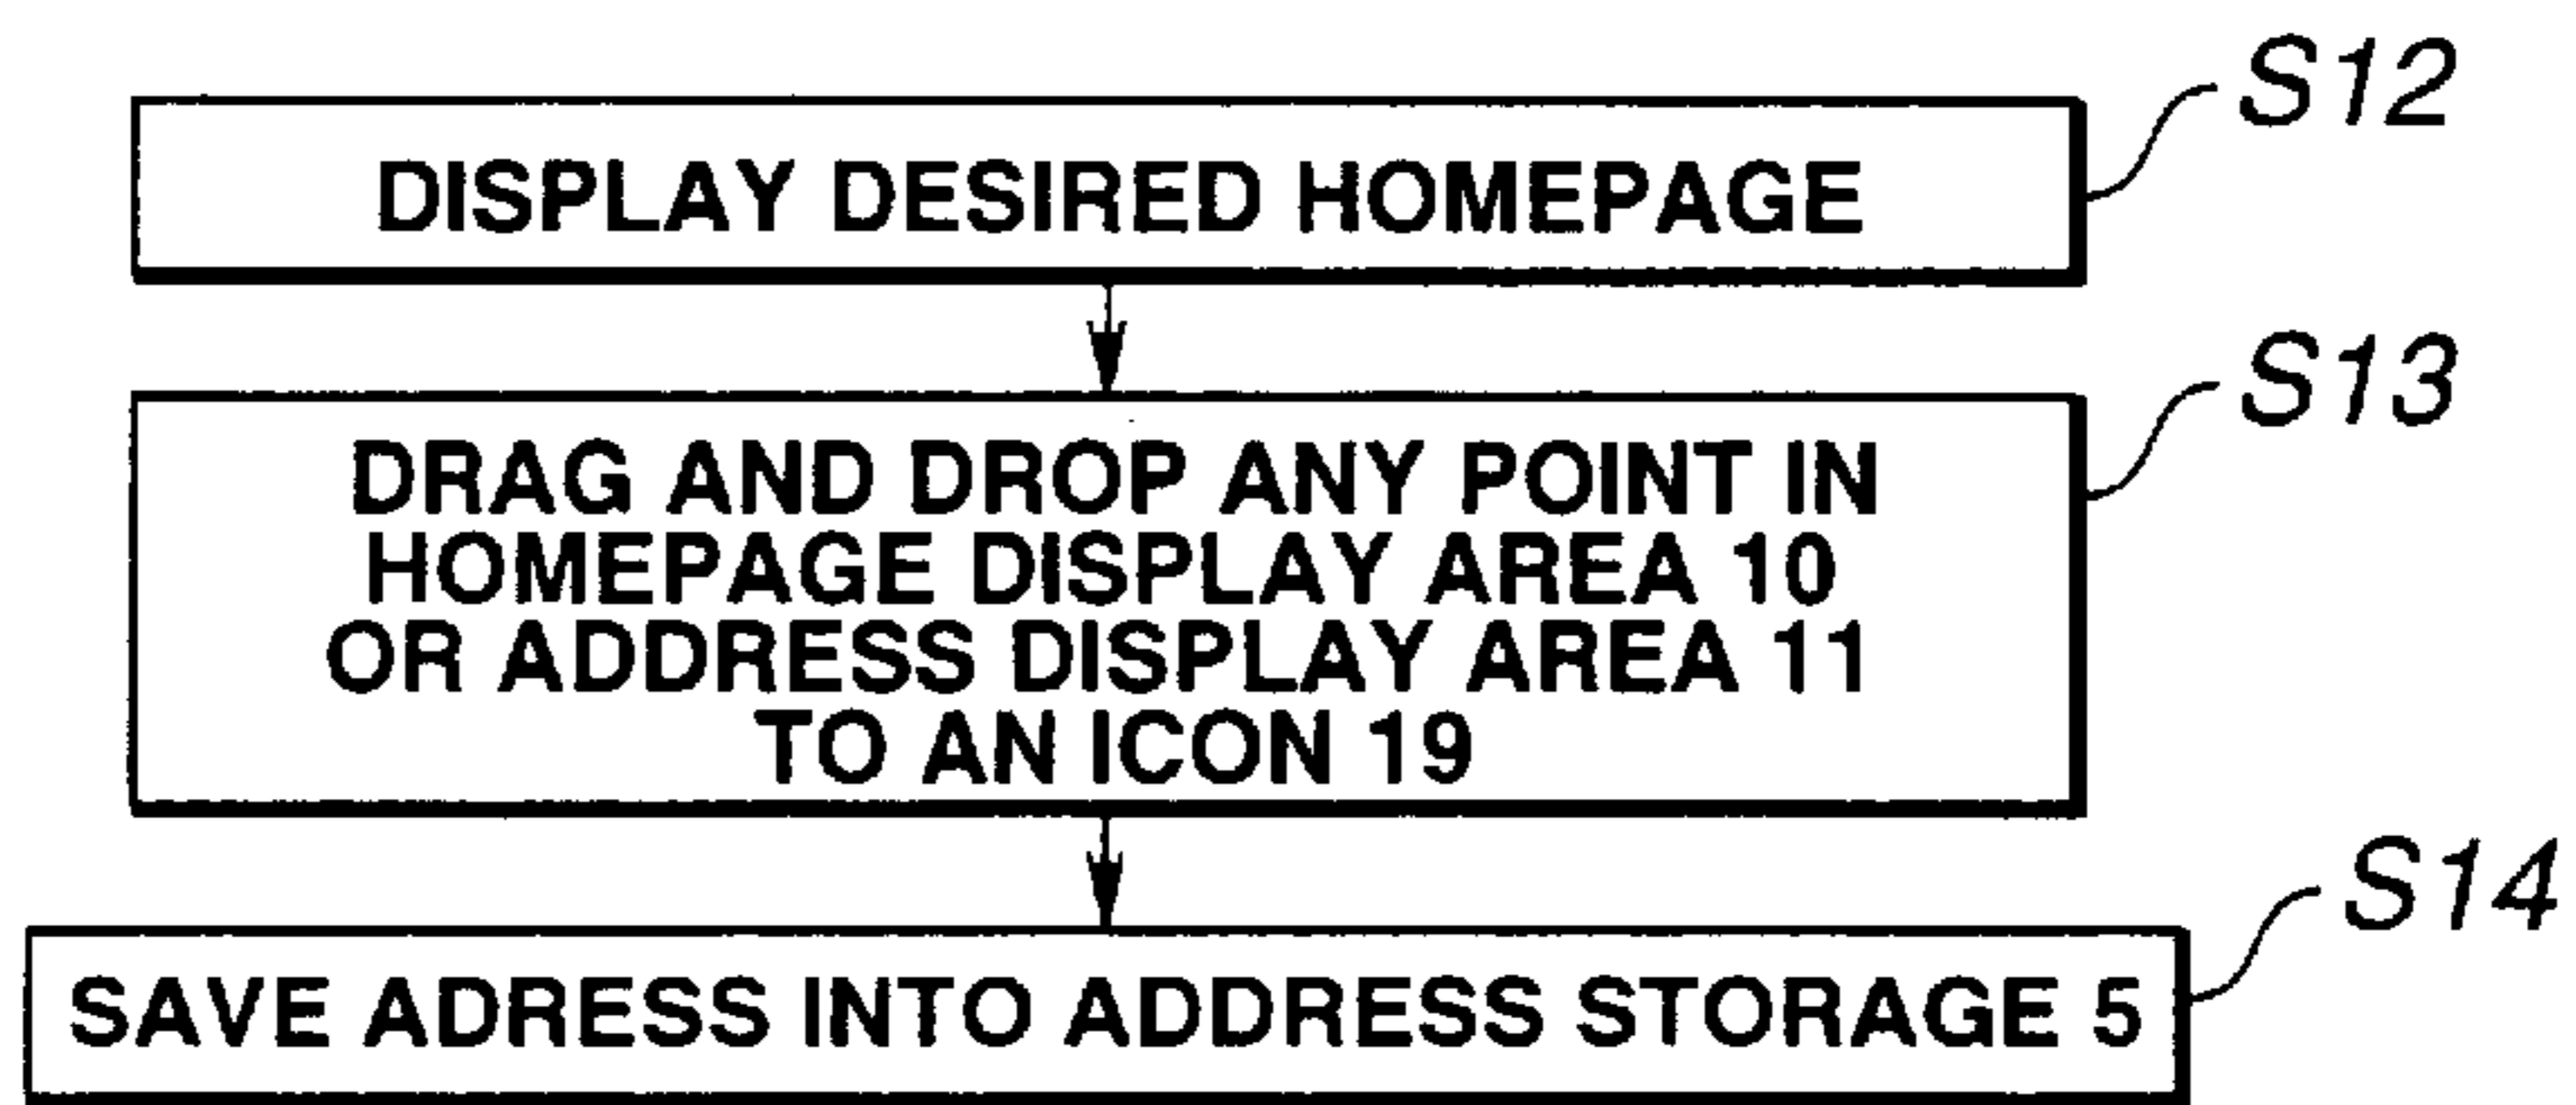 S12
DISPLAY DESIRED HOMEPAGE
S13
DRAG AND DROP ANY POINT IN
HOMEPAGE DISPLAY AREA 10
OR ADDRESS DISPLAY AREA 11
TO AN ICON 19
S14
SAVE ADRESS INTO ADDRESS STORAGE 5